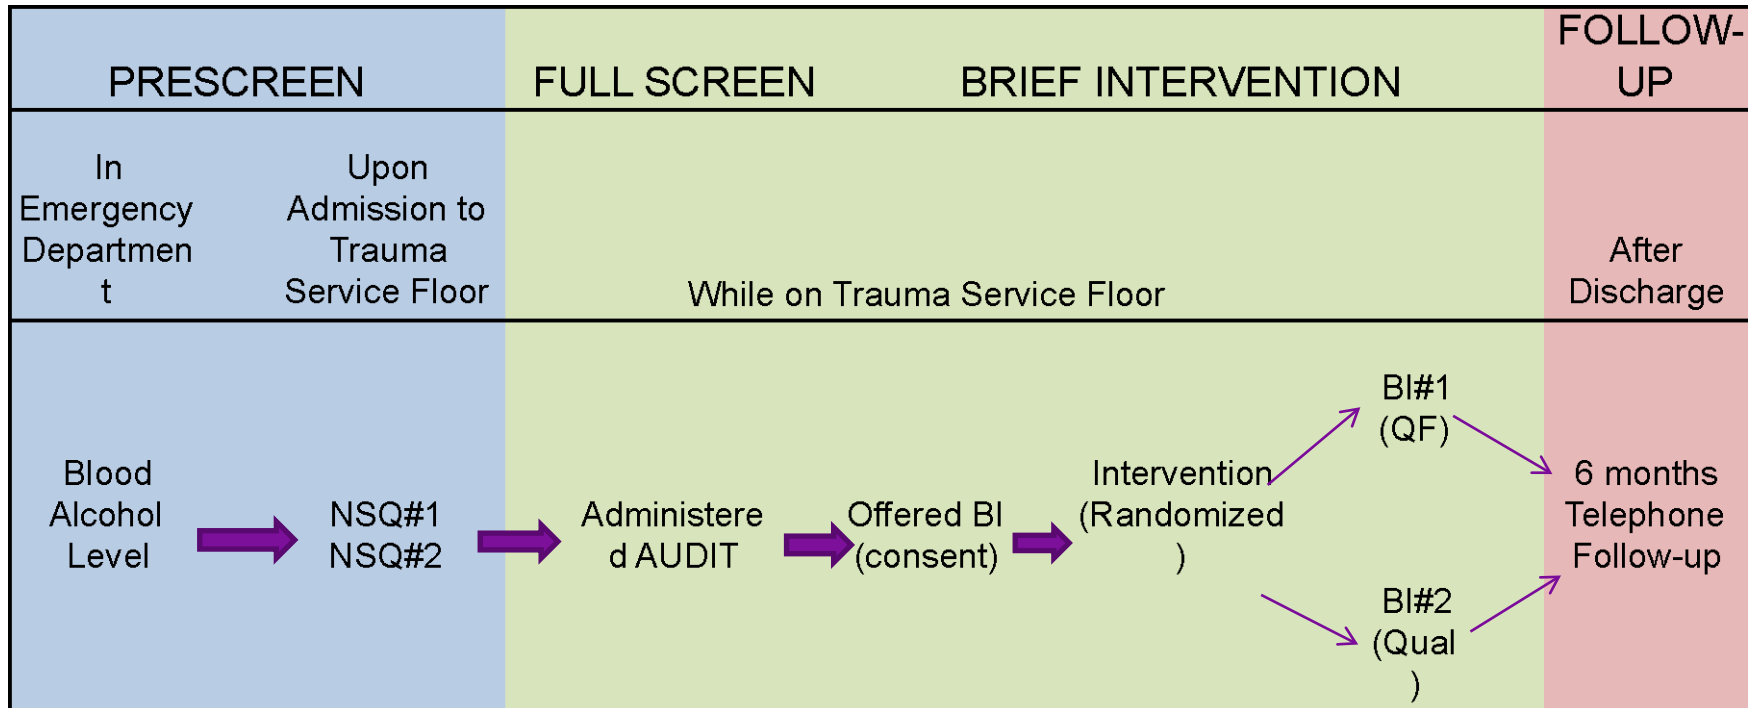 PRESCREEN
FULL SCREEN
BRIEF INTERVENTION
FOLLOW-
UP
In
Emergency
Departmen
t
Upon
Admission to
Trauma
Service Floor
While on Trauma Service Floor
After
Discharge
Blood
Alcohol
Level
NSQ#1
NSQ#2
Administere
d AUDIT
Offered BI
(consent)
Intervention
(Randomized
)
BI#1
(QF)
BI#2
(Qual
)
6 months
Telephone
Follow-up